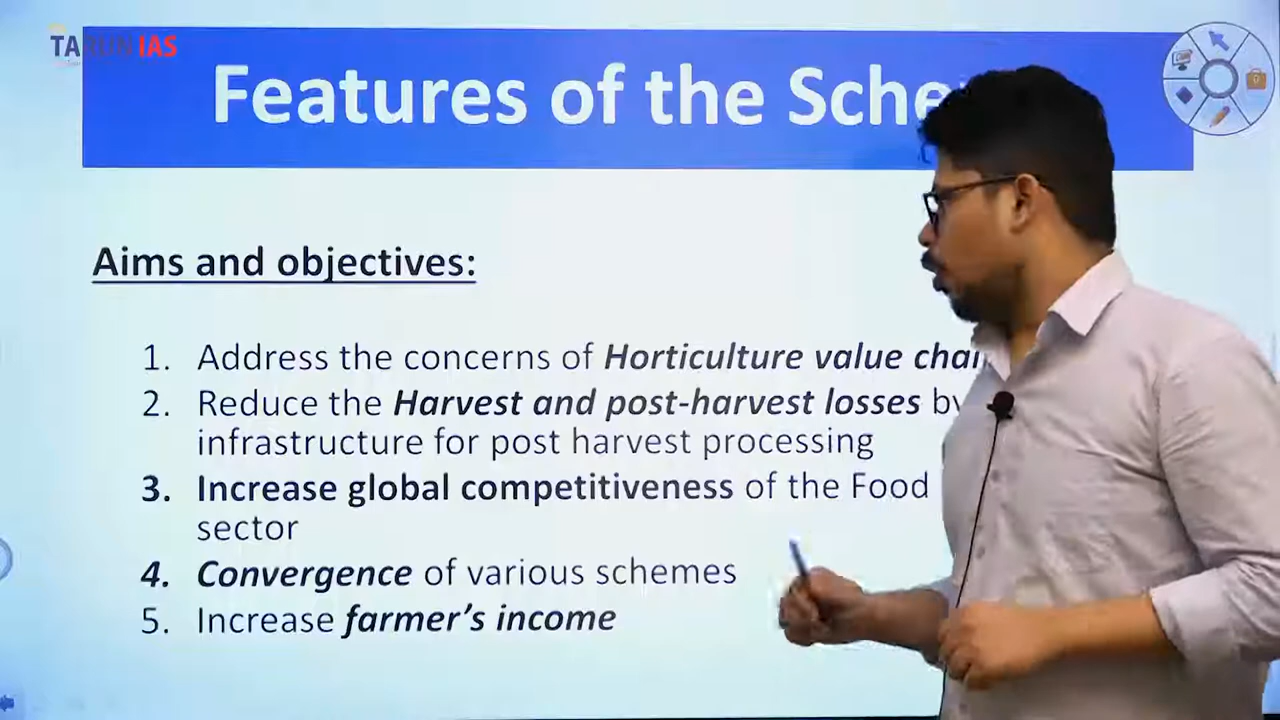 TARUN IAS
Features of the Sche
Aims and objectives:
1. Address the concerns of Horticulture value chai
2. Reduce the Harvest and post-harvest losses by
infrastructure for post harvest processing
3. Increase global competitiveness of the Food
sector
4. Convergence of various schemes
5. Increase farmer's income